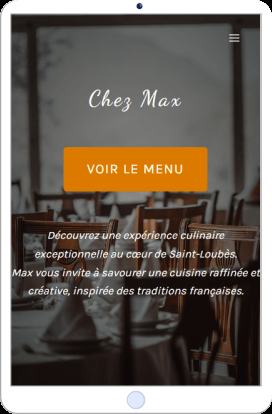 Chez Max
VOIR LE MENU
Découvrez une expérience culinaire
exceptionnelle au cœur de Saint-Loubès.
Max vous invite à savourer une cuisine raffinée et
créative, inspirée des traditions françaises.